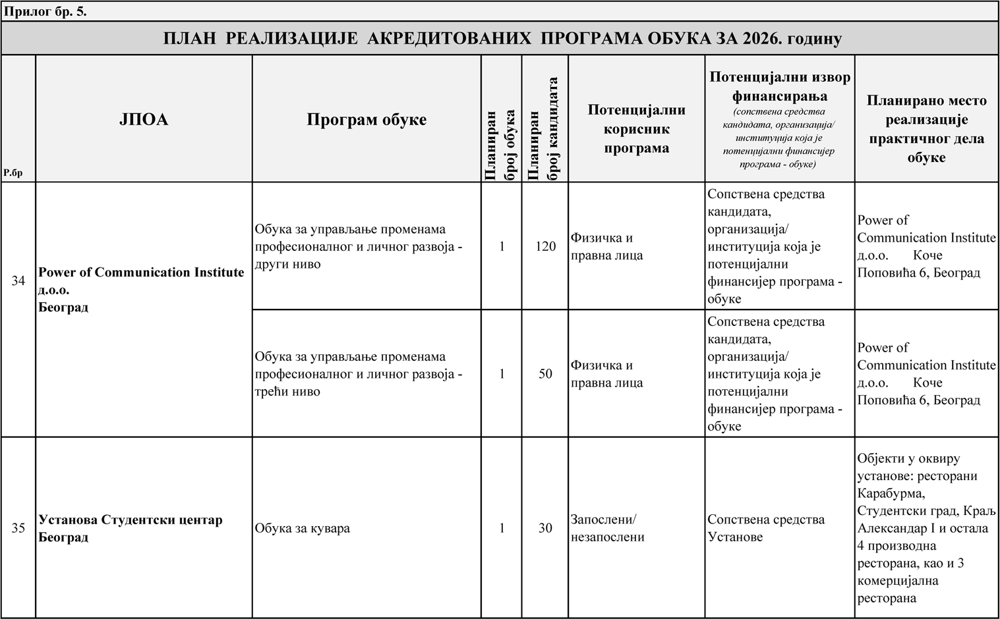 Прилог бр. 5.
ПЛАН РЕАЛИЗАЦИЈЕ АКРЕДИТОВАНИХ ПРОГРАМА ОБУКА ЗА 2026. годину
Р.бр
ЈПОА
Програм обуке
Планиран
број обука
Планиран
број кандидата
Потенцијални
корисник
програма
Потенцијални извор
финансирања
(сопствена средства
кандидата, организација/
институција која је
потенцијални финансијер
програма - обуке)
Планирано место
реализације
практичног дела
обуке
34
Power of Communication Institute
д.о.о.
Београд
Обука за управљање променама
професионалног и личног развоја -
други ниво
1
120
Физичка и
правна лица
Сопствена средства
кандидата,
организација/
институција која је
потенцијални
финансијер програма -
обуке
Power of
Communication Institute
д.о.о. Коче
Поповића 6, Београд
Обука за управљање променама
професионалног и личног развоја -
трећи ниво
1
50
Физичка и
правна лица
Сопствена средства
кандидата,
организација/
институција која је
потенцијални
финансијер програма -
обуке
Power of
Communication Institute
д.о.о. Коче
Поповића 6, Београд
35
Установа Студентски центар
Београд
Обука за кувара
1
30
Запослени/
незапослени
Сопствена средства
Установе
Објекти у оквиру
установе: ресторани
Карабурма,
Студентски град, Краљ
Александар I и остала
4 производна
ресторана, као и 3
комерцијална
ресторана